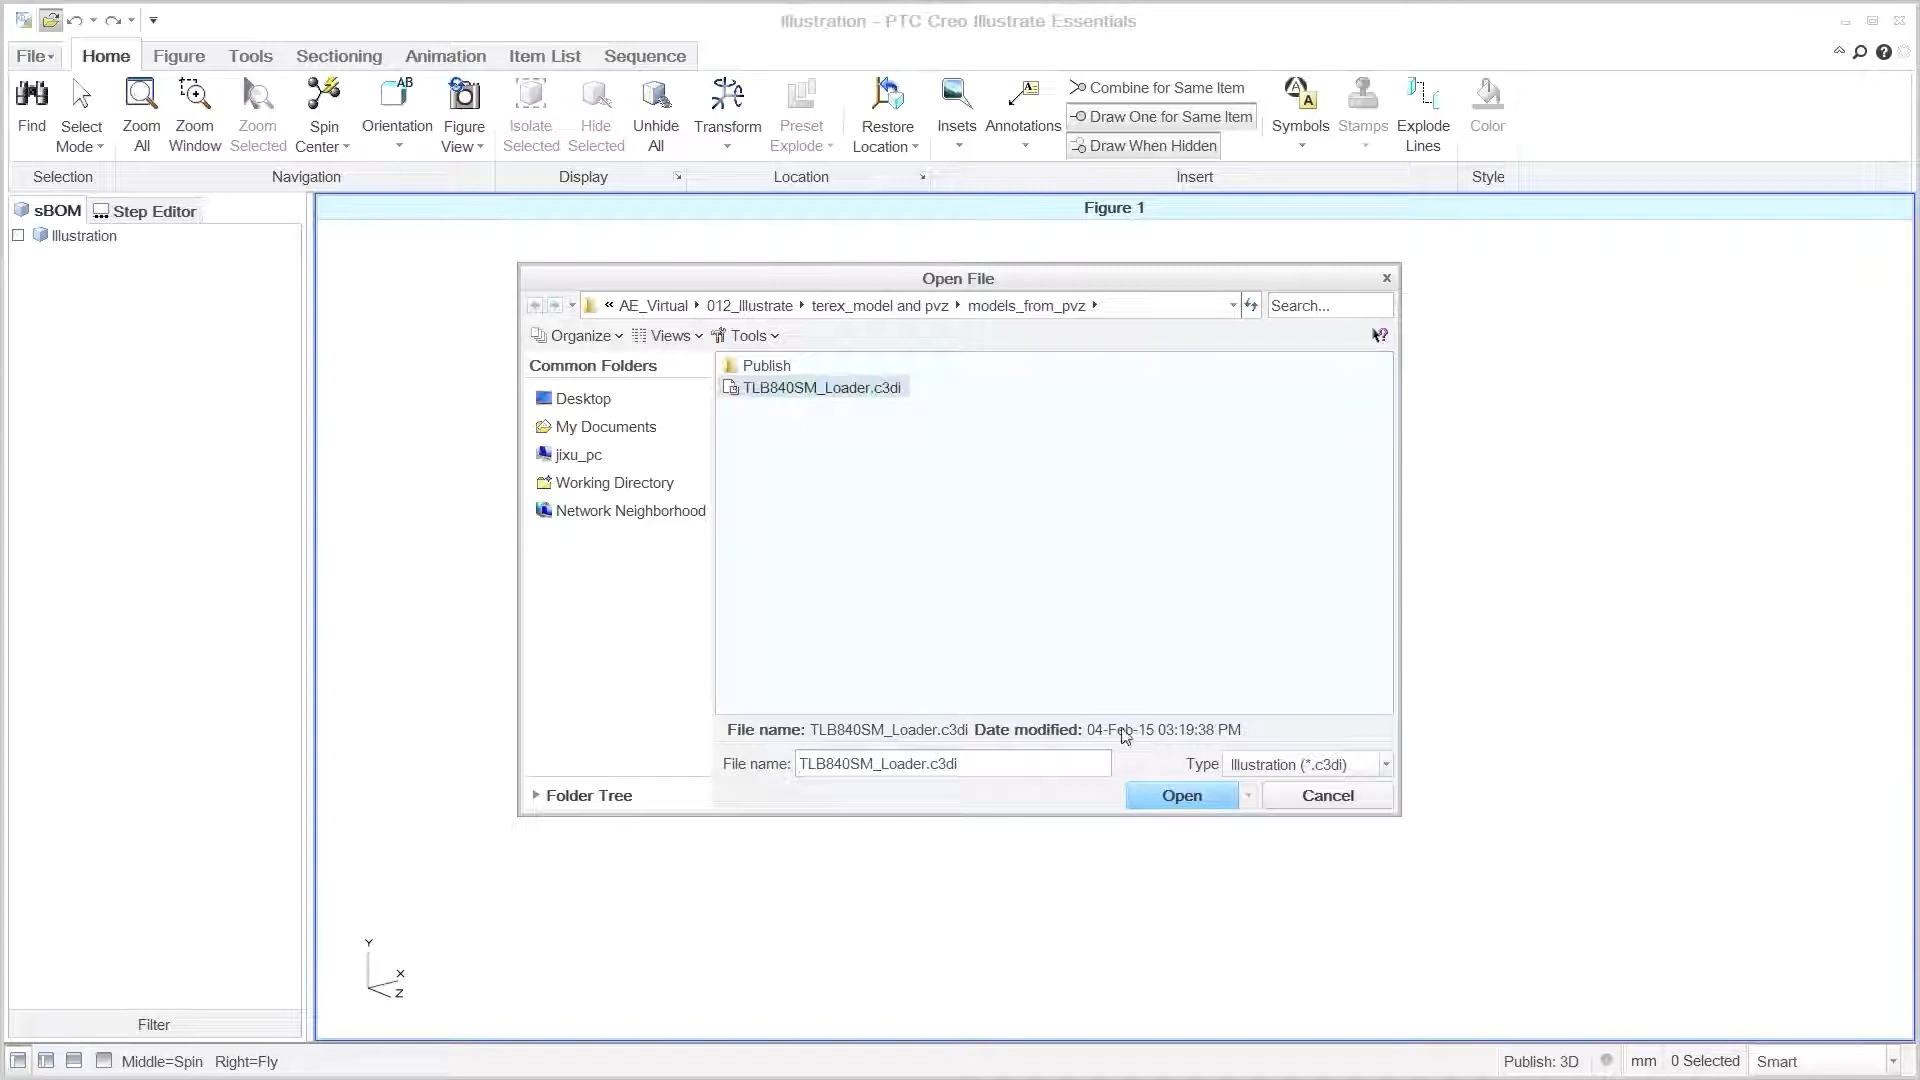 Illustration - PTC Creo Illustrate Essentials
File Home Figure Tools Sectioning Animation Item List Sequence
Find
Select Mode
Zoom All
Zoom Window
Zoom Selected
Spin Center
Orientation
Figure View
Isolate Selected
Hide Selected
Unhide All
Transform
Preset Explode
Restore Location
Insets
Annotations
Combine for Same Item
Draw One for Same Item
Draw When Hidden
Symbols
Stamps
Explode Lines
Color
Selection Navigation Display Location Insert Style
sBOM Step Editor
Illustration
Figure 1
Open File
« AE_Virtual 012_Illustrate terex_model and pvz models_from_pvz Search...
Organize Views Tools
Common Folders
Desktop
My Documents
jixu_pc
Working Directory
Network Neighborhood
Publish
TLB840SM_Loader.c3di
File name: TLB840SM_Loader.c3di Date modified: 04-Feb-15 03:19:38 PM
File name: TLB840SM_Loader.c3di Type Illustration (*.c3di)
Folder Tree
Open Cancel
Y
X
Z
Filter
Middle=Spin Right=Fly Publish: 3D mm 0 Selected Smart